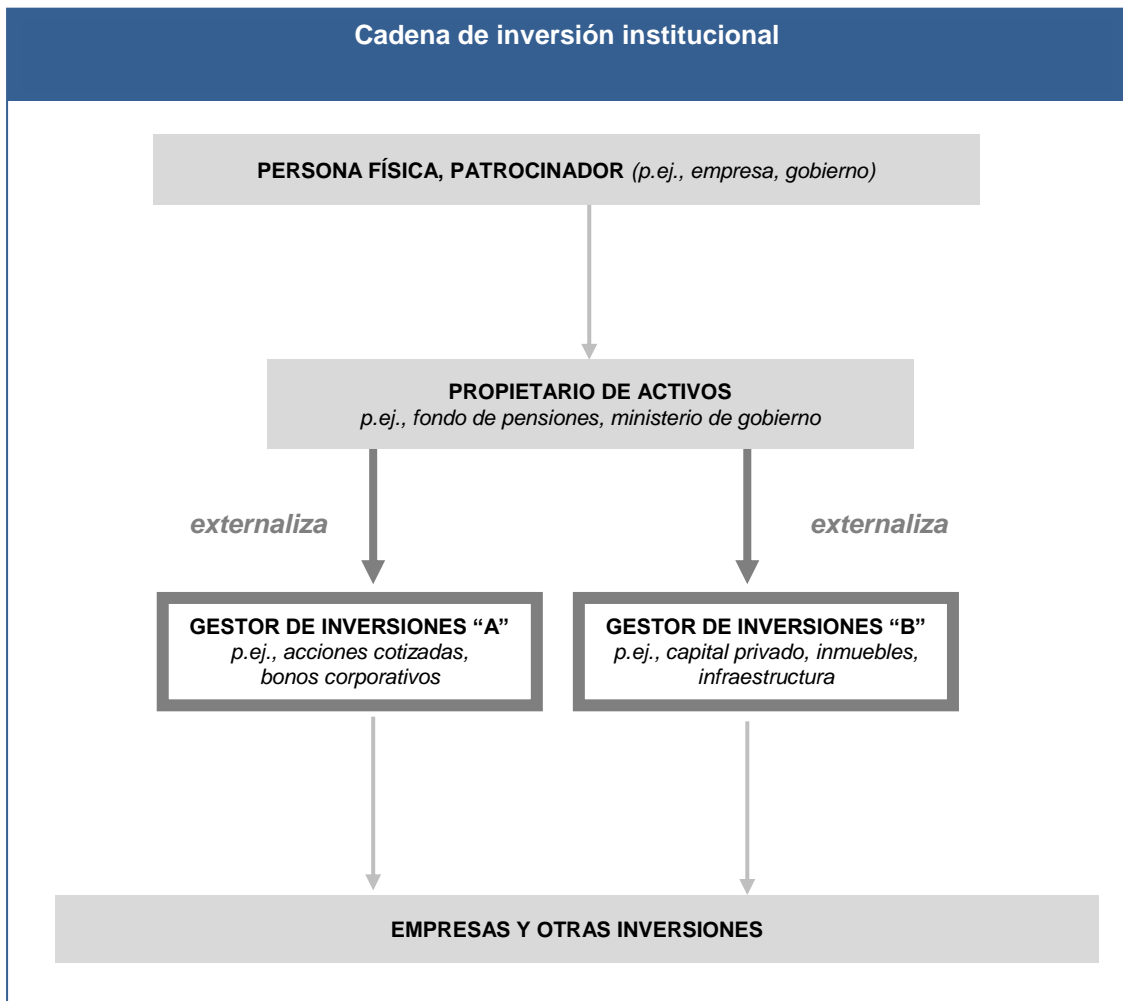 Cadena de inversión institucional
PERSONA FÍSICA, PATROCINADOR (p.ej., empresa, gobierno)
PROPIETARIO DE ACTIVOS
p.ej., fondo de pensiones, ministerio de gobierno
externaliza
externaliza
GESTOR DE INVERSIONES “A”
p.ej., acciones cotizadas,
bonos corporativos
GESTOR DE INVERSIONES “B”
p.ej., capital privado, inmuebles,
infraestructura
EMPRESAS Y OTRAS INVERSIONES